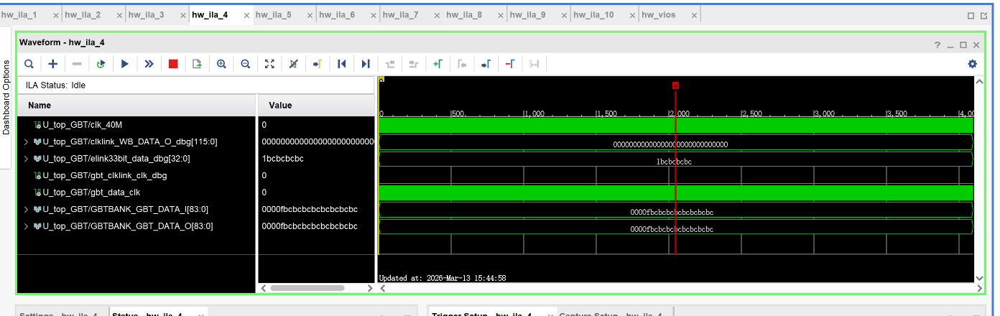 hw_ila_1 hw_ila_2 hw_ila_3 hw_ila_4 hw_ila_5 hw_ila_6 hw_ila_7 hw_ila_8 hw_ila_9 hw_ila_10 hw_vios
Dashboard Options
Waveform - hw_ila_4
ILA Status: Idle
Name Value
0 500 1,000 1,500 2,000 2,500 3,000 3,500 4,00
U_top_GBT/clk_40M 0
U_top_GBT/clklink_WB_DATA_O_dbg[115:0]
U_top_GBT/elink33bit_data_dbg[32:0] 1bcbcbcbc 1bcbcbcbc
U_top_GBT/gbt_clklink_clk_dbg 0
U_top_GBT/gbt_data_clk 0
U_top_GBT/GBTBANK_GBT_DATA_I[83:0] 0000fbcbcbcbcbcbcbcbc 0000fbcbcbcbcbcbcbcbc
U_top_GBT/GBTBANK_GBT_DATA_O[83:0] 0000fbcbcbcbcbcbcbcbc 0000fbcbcbcbcbcbcbcbc
Updated at: 2026-Mar-13 15:44:58
Settings - hw_ila_4 Status - hw_ila_4 Trigger Setup - hw_ila_4 Capture Setup - hw_ila_4